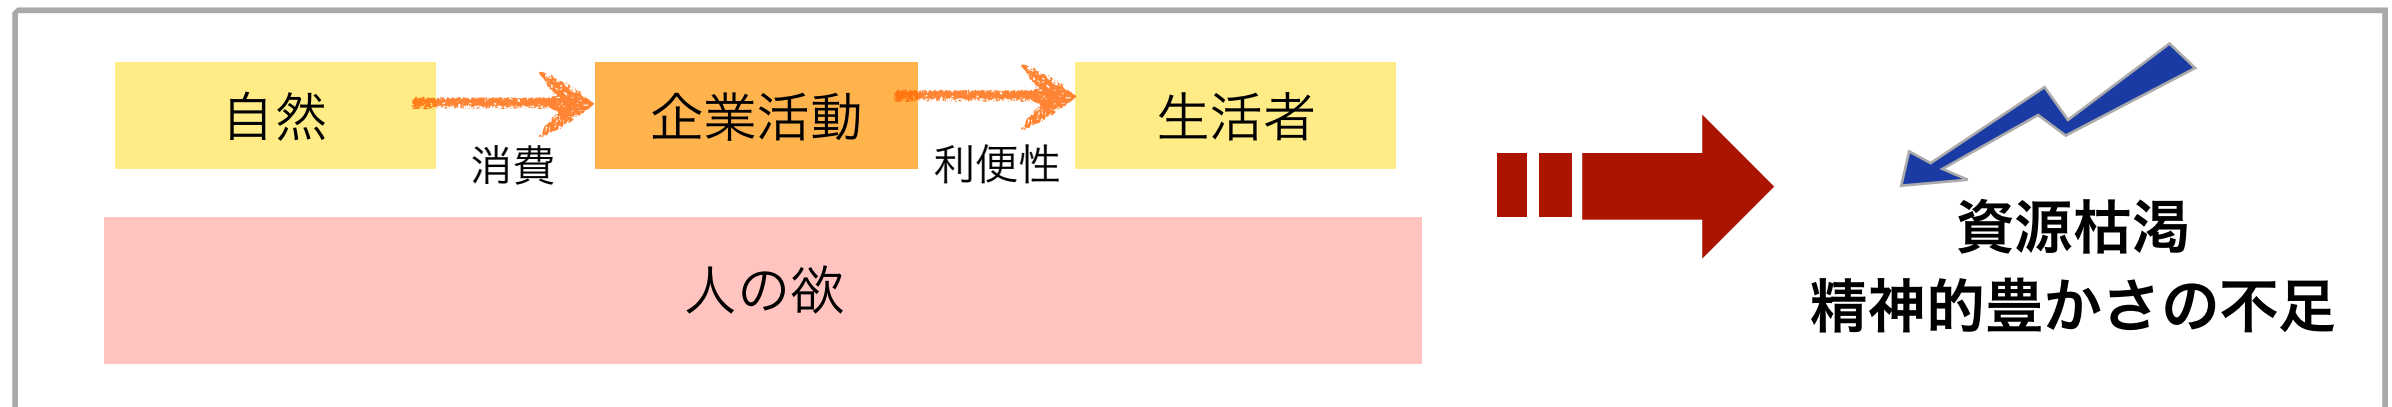 自然
消費
企業活動
利便性
生活者
人の欲
資源枯渇
精神的豊かさの不足